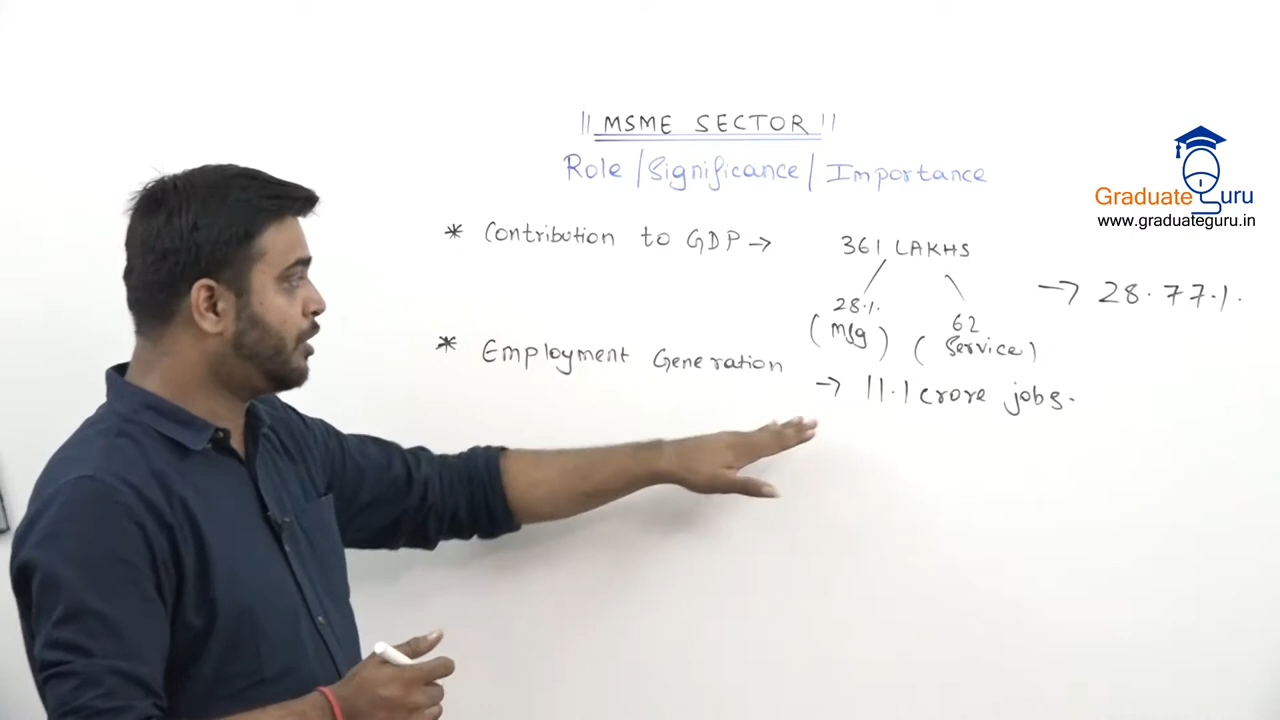 || MSME SECTOR ||
Role / Significance / Importance
* Contribution to GDP → 361 LAKHS
28% 62 → 28.77%.
(Mfg) (Service)
* Employment Generation
→ 11.1 crore jobs.
Graduate Guru
www.graduateguru.in